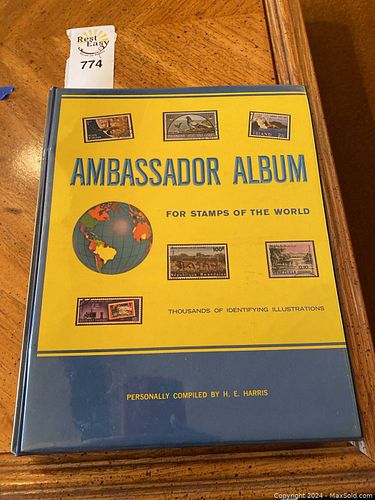 Rest
Easy
774
AMBASSADOR ALBUM
FOR STAMPS OF THE WORLD
100F
THOUSANDS OF IDENTIFYING ILLUSTRATIONS
PERSONALLY COMPILED BY H. E. HARRIS
Copyright 2024 - MaxSold.com